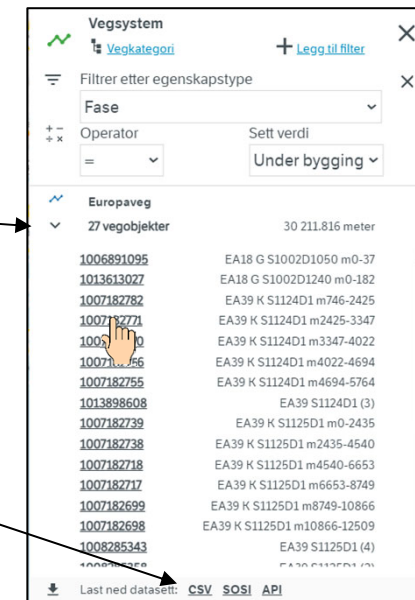 Vegsystem
Vegkategori
Legg til filter
Filtrer etter egenskapstype
Fase
Operator Sett verdi
= Under bygging
Europaveg
27 vegobjekter 30 211.816 meter
1006891095 EA18 G S1002D1050 m0-37
1013613027 EA18 G S1002D1240 m0-182
1007182782 EA39 K S1124D1 m746-2425
1007182771 EA39 K S1124D1 m2425-3347
EA39 K S1124D1 m3347-4022
EA39 K S1124D1 m4022-4694
1007182755 EA39 K S1124D1 m4694-5764
1013898608 EA39 S1124D1 (3)
1007182739 EA39 K S1125D1 m0-2435
1007182738 EA39 K S1125D1 m2435-4540
1007182718 EA39 K S1125D1 m4540-6653
1007182717 EA39 K S1125D1 m6653-8749
1007182699 EA39 K S1125D1 m8749-10866
1007182698 EA39 K S1125D1 m10866-12509
1008285343 EA39 S1125D1 (4)
Last ned datasett: CSV SOSI API